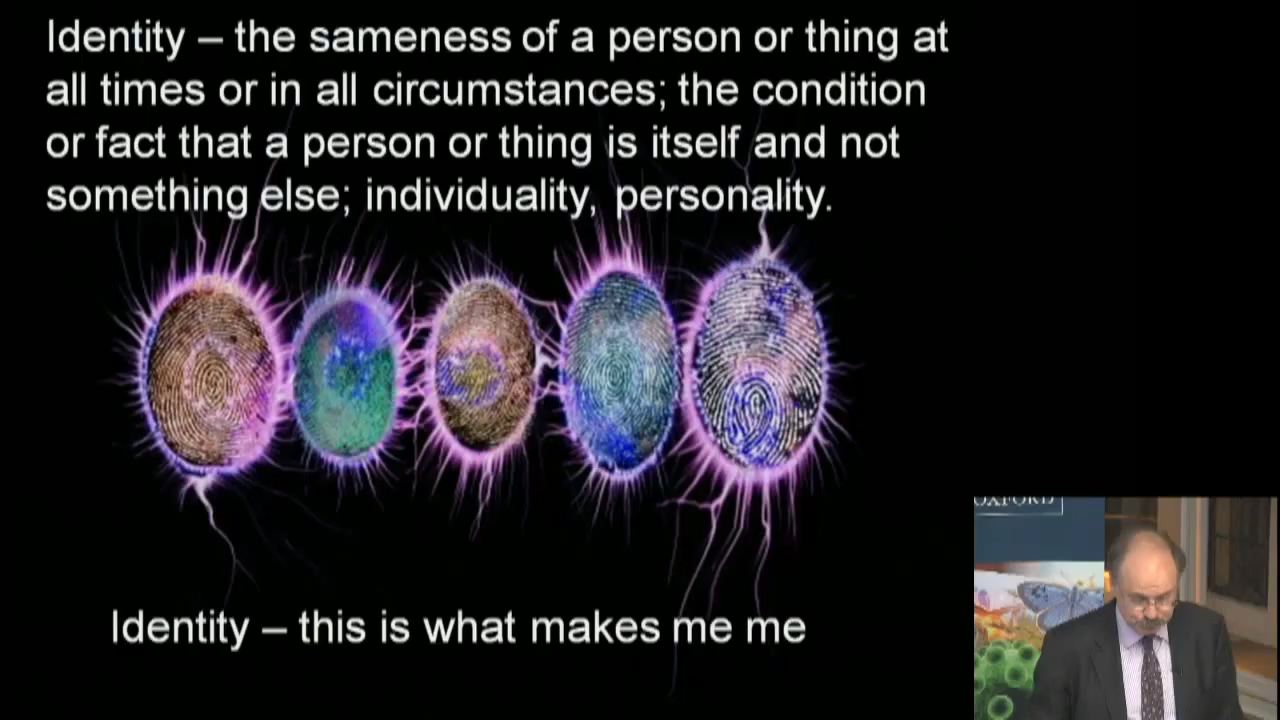 Identity – the sameness of a person or thing at
all times or in all circumstances; the condition
or fact that a person or thing is itself and not
something else; individuality, personality.
OXFORD
Identity – this is what makes me me